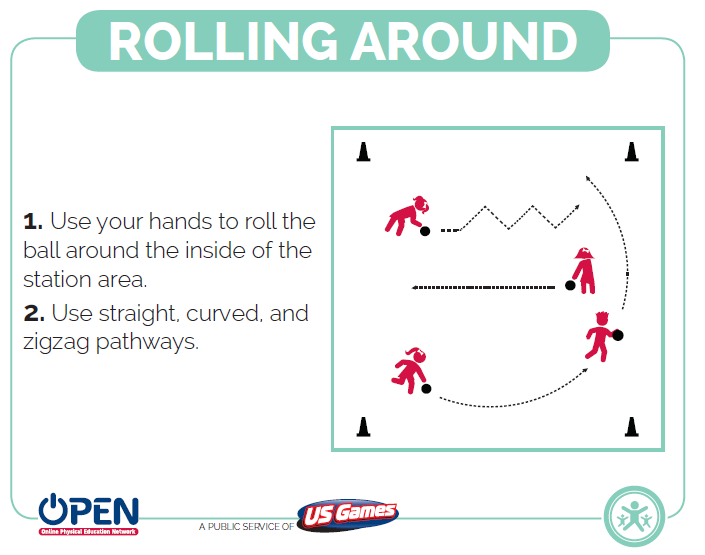 ROLLING AROUND
1. Use your hands to roll the
ball around the inside of the
station area.
2. Use straight, curved, and
zigzag pathways.
OPEN
Online Physical Education Network
A PUBLIC SERVICE OF
US Games